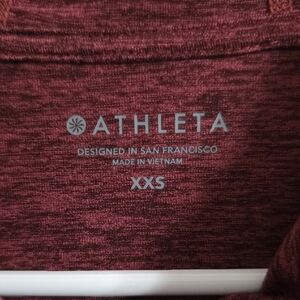 ATHLETA
DESIGNED IN SAN FRANCISCO
MADE IN VIETNAM
XXS